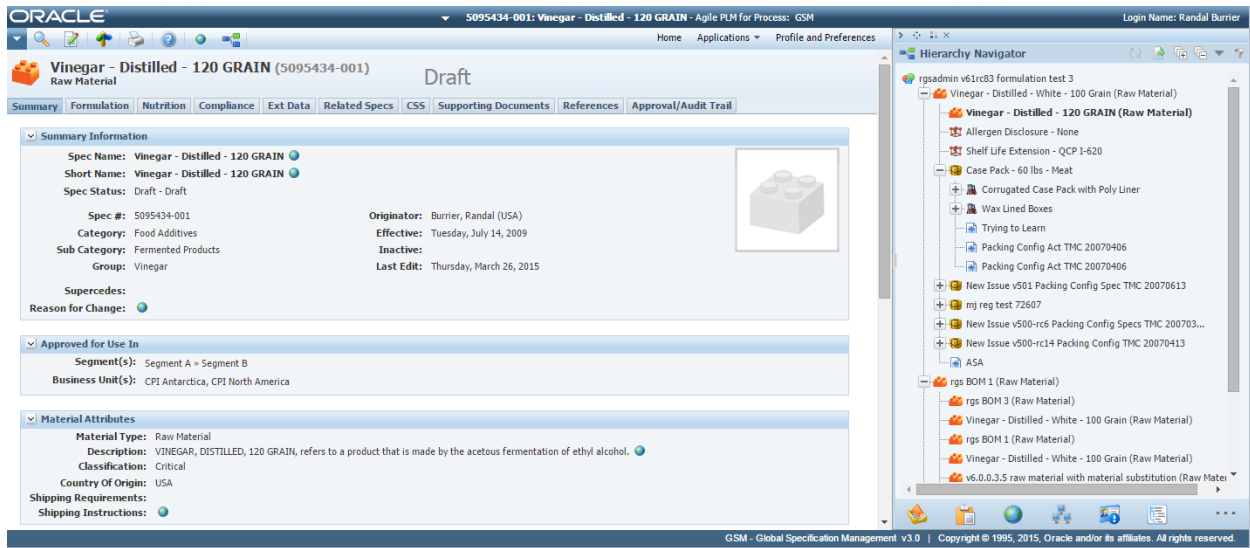 ORACLE
5095434-001: Vinegar - Distilled - 120 GRAIN - Agile PLM for Process: GSM
Login Name: Randal Burrier
Home Applications Profile and Preferences
Vinegar - Distilled - 120 GRAIN (5095434-001)
Raw Material
Draft
Summary Formulation Nutrition Compliance Ext Data Related Specs CSS Supporting Documents References Approval/Audit Trail
Summary Information
Spec Name: Vinegar - Distilled - 120 GRAIN
Short Name: Vinegar - Distilled - 120 GRAIN
Spec Status: Draft - Draft
Spec #: 5095434-001 Originator: Burrier, Randal (USA)
Category: Food Additives Effective: Tuesday, July 14, 2009
Sub Category: Fermented Products Inactive:
Group: Vinegar Last Edit: Thursday, March 26, 2015
Supercedes:
Reason for Change:
Approved for Use In
Segment(s): Segment A » Segment B
Business Unit(s): CPI Antarctica, CPI North America
Material Attributes
Material Type: Raw Material
Description: VINEGAR, DISTILLED, 120 GRAIN, refers to a product that is made by the acetous fermentation of ethyl alcohol.
Classification: Critical
Country Of Origin: USA
Shipping Requirements:
Shipping Instructions:
Hierarchy Navigator
rgsadmin v61rc83 formulation test 3
Vinegar - Distilled - White - 100 Grain (Raw Material)
Vinegar - Distilled - 120 GRAIN (Raw Material)
Allergen Disclosure - None
Shelf Life Extension - QCP I-620
Case Pack - 60 lbs - Meat
Corrugated Case Pack with Poly Liner
Wax Lined Boxes
Trying to Learn
Packing Config Act TMC 20070406
Packing Config Act TMC 20070406
New Issue v501 Packing Config Spec TMC 20070613
mj reg test 72607
New Issue v500-rc6 Packing Config Specs TMC 200703...
New Issue v500-rc14 Packing Config TMC 20070413
ASA
rgs BOM 1 (Raw Material)
rgs BOM 3 (Raw Material)
Vinegar - Distilled - White - 100 Grain (Raw Material)
rgs BOM 1 (Raw Material)
Vinegar - Distilled - White - 100 Grain (Raw Material)
v6.0.0.3.5 raw material with material substitution (Raw Mater
GSM - Global Specification Management v3.0 | Copyright © 1995, 2015, Oracle and/or its affiliates. All rights reserved.